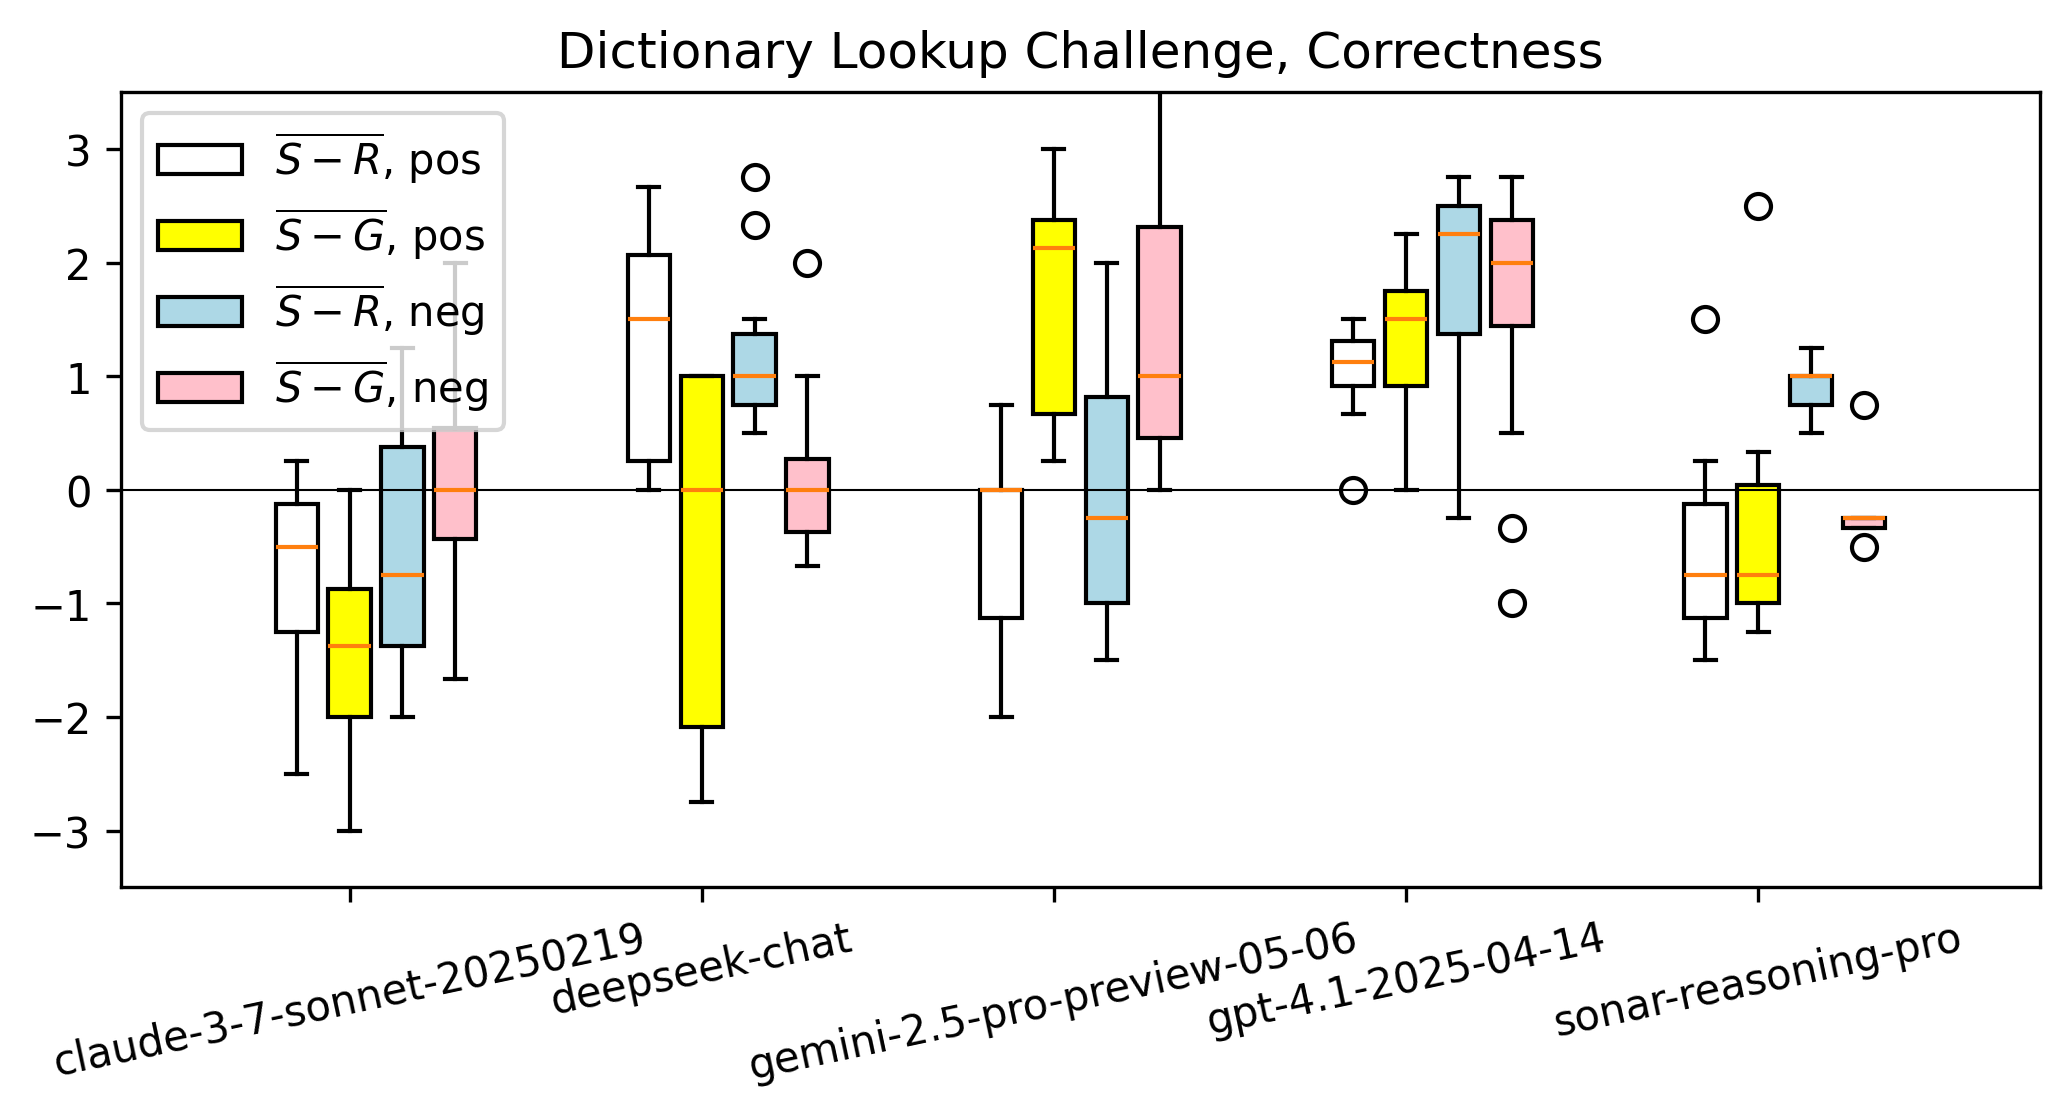 Dictionary Lookup Challenge, Correctness
S − R, pos
S − G, pos
S − R, neg
S − G, neg
3
2
1
0
−1
−2
−3
claude-3-7-sonnet-20250219
deepseek-chat
gemini-2.5-pro-preview-05-06
gpt-4.1-2025-04-14
sonar-reasoning-pro